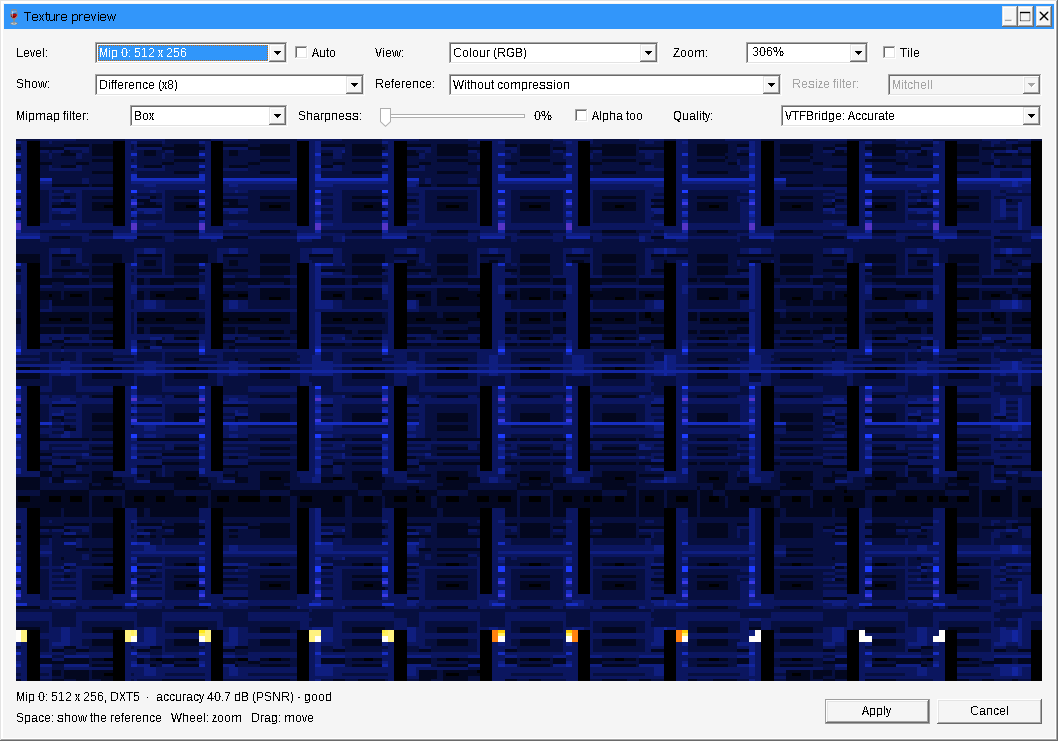 Texture preview
Level: Mip 0: 512 x 256 Auto View: Colour (RGB) Zoom: 306% Tile
Show: Difference (x8) Reference: Without compression Resize filter: Mitchell
Mipmap filter: Box Sharpness: 0% Alpha too Quality: VTFBridge: Accurate
Mip 0: 512 x 256, DXT5 · accuracy 40.7 dB (PSNR) - good
Space: show the reference Wheel: zoom Drag: move
Apply Cancel